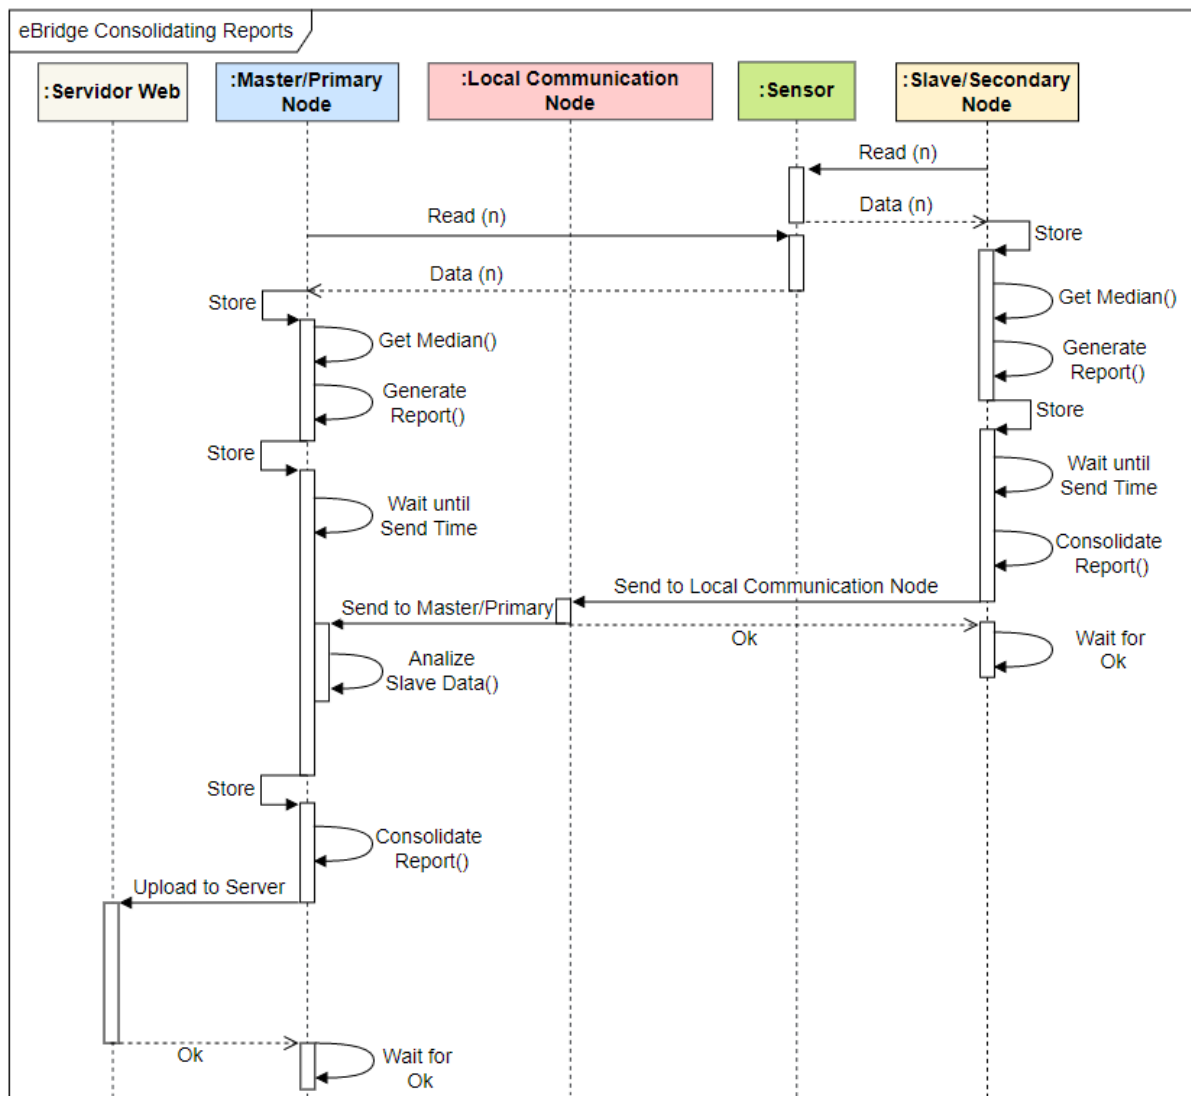 eBridge Consolidating Reports
:Servidor Web
:Master/Primary
Node
:Local Communication
Node
:Sensor
:Slave/Secondary
Node
Read (n)
Data (n)
Read (n)
Store
Data (n)
Store
Get Median()
Get Median()
Generate
Report()
Generate
Report()
Store
Store
Wait until
Send Time
Wait until
Send Time
Consolidate
Report()
Send to Local Communication Node
Send to Master/Primary
Ok
Wait for
Ok
Analize
Slave Data()
Store
Consolidate
Report()
Upload to Server
Ok
Wait for
Ok